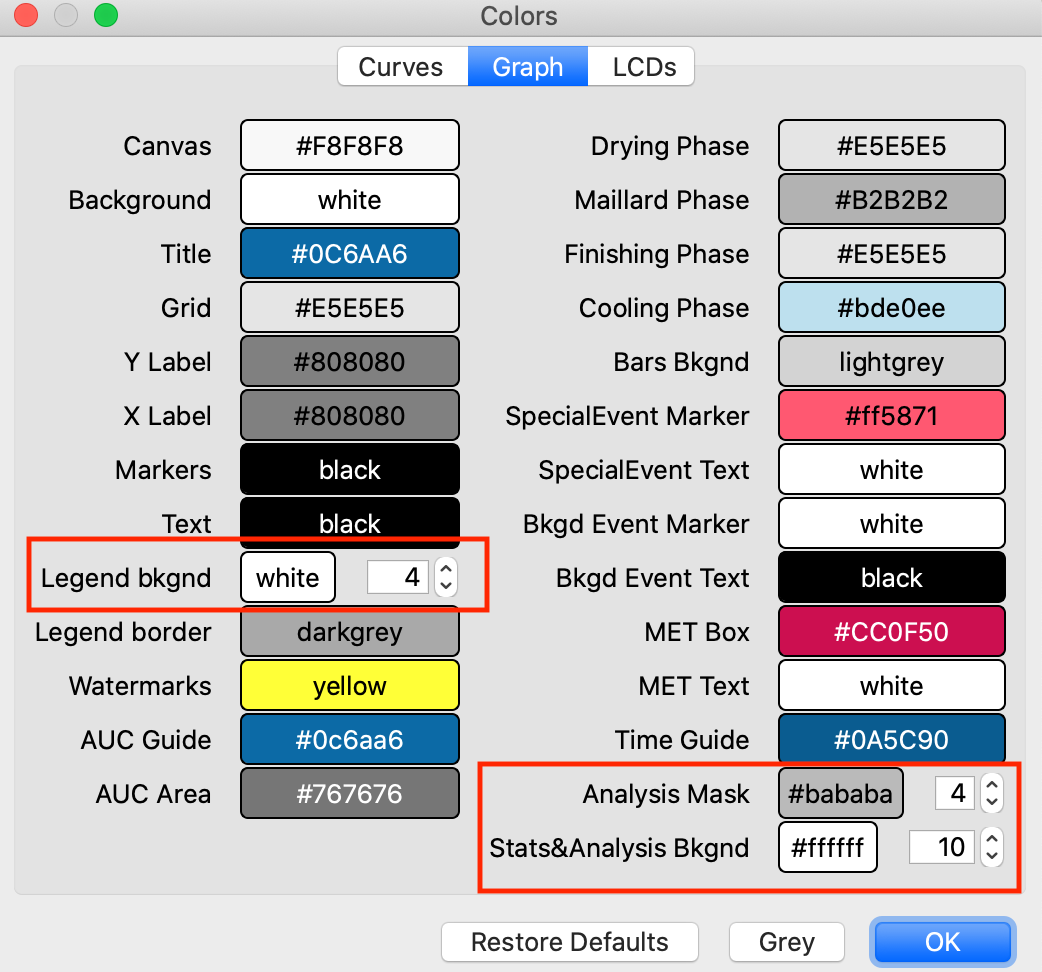 Colors
Curves Graph LCDs
Canvas #F8F8F8 Drying Phase #E5E5E5
Background white Maillard Phase #B2B2B2
Title #0C6AA6 Finishing Phase #E5E5E5
Grid #E5E5E5 Cooling Phase #bde0ee
Y Label #808080 Bars Bkgnd lightgrey
X Label #808080 SpecialEvent Marker #ff5871
Markers black SpecialEvent Text white
Text black Bkgd Event Marker white
Legend bkgnd white 4 Bkgd Event Text black
Legend border darkgrey MET Box #CC0F50
Watermarks yellow MET Text white
AUC Guide #0c6aa6 Time Guide #0A5C90
AUC Area #767676 Analysis Mask #bababa 4
Stats&Analysis Bkgnd #ffffff 10
Restore Defaults Grey OK